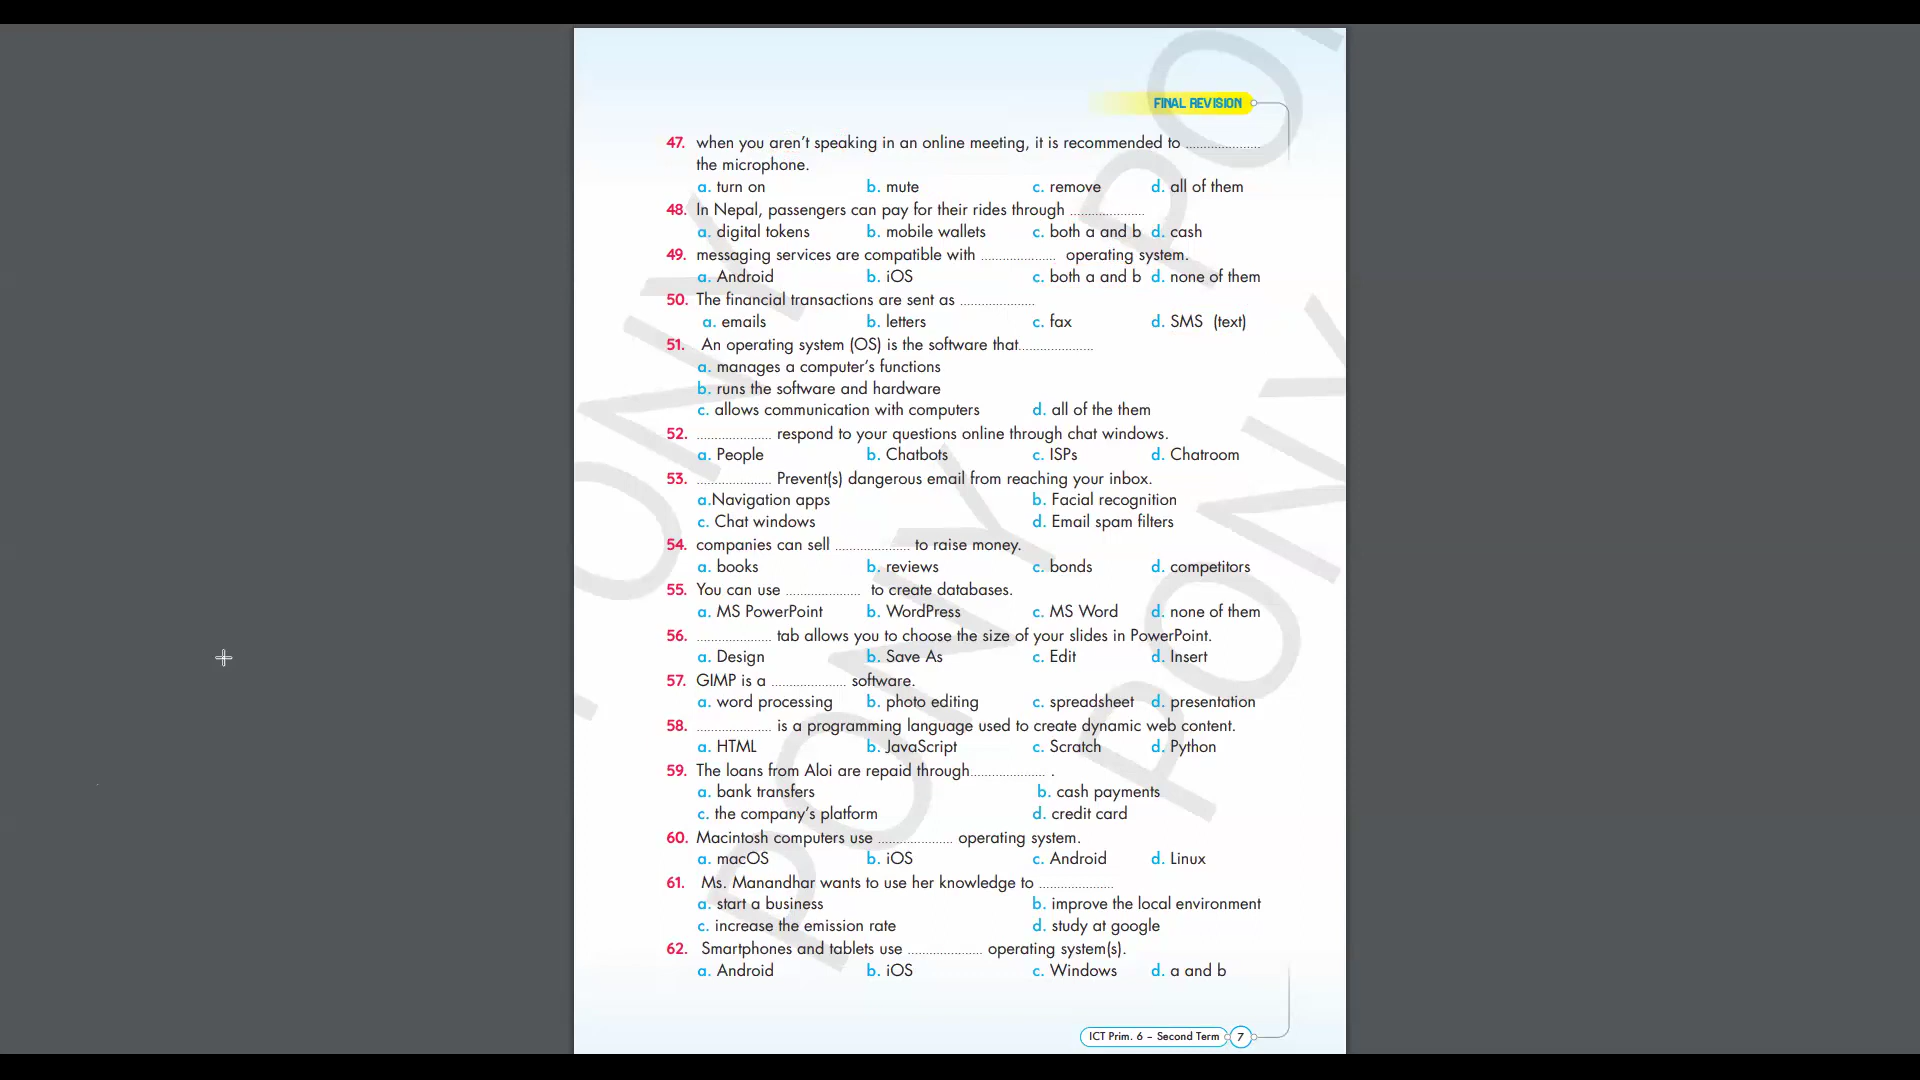 FINAL REVISION
47. when you aren't speaking in an online meeting, it is recommended to .....................
the microphone.
a. turn on b. mute c. remove d. all of them
48. In Nepal, passengers can pay for their rides through .....................
a. digital tokens b. mobile wallets c. both a and b d. cash
49. messaging services are compatible with ..................... operating system.
a. Android b. iOS c. both a and b d. none of them
50. The financial transactions are sent as .....................
a. emails b. letters c. fax d. SMS (text)
51. An operating system (OS) is the software that.....................
a. manages a computer's functions
b. runs the software and hardware
c. allows communication with computers d. all of the them
52. ..................... respond to your questions online through chat windows.
a. People b. Chatbots c. ISPs d. Chatroom
53. ..................... Prevent(s) dangerous email from reaching your inbox.
a.Navigation apps b. Facial recognition
c. Chat windows d. Email spam filters
54. companies can sell ..................... to raise money.
a. books b. reviews c. bonds d. competitors
55. You can use ..................... to create databases.
a. MS PowerPoint b. WordPress c. MS Word d. none of them
56. ..................... tab allows you to choose the size of your slides in PowerPoint.
a. Design b. Save As c. Edit d. Insert
57. GIMP is a ..................... software.
a. word processing b. photo editing c. spreadsheet d. presentation
58. ..................... is a programming language used to create dynamic web content.
a. HTML b. JavaScript c. Scratch d. Python
59. The loans from Aloi are repaid through..................... .
a. bank transfers b. cash payments
c. the company's platform d. credit card
60. Macintosh computers use ..................... operating system.
a. macOS b. iOS c. Android d. Linux
61. Ms. Manandhar wants to use her knowledge to .....................
a. start a business b. improve the local environment
c. increase the emission rate d. study at google
62. Smartphones and tablets use ..................... operating system(s).
a. Android b. iOS c. Windows d. a and b
ICT Prim. 6 – Second Term 7
PONY
PONY
PONY
PONY